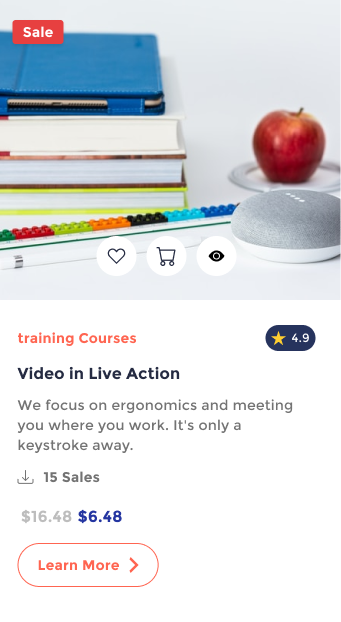 Sale
training Courses
4.9
Video in Live Action
We focus on ergonomics and meeting
you where you work. It's only a
keystroke away.
15 Sales
$16.48 $6.48
Learn More